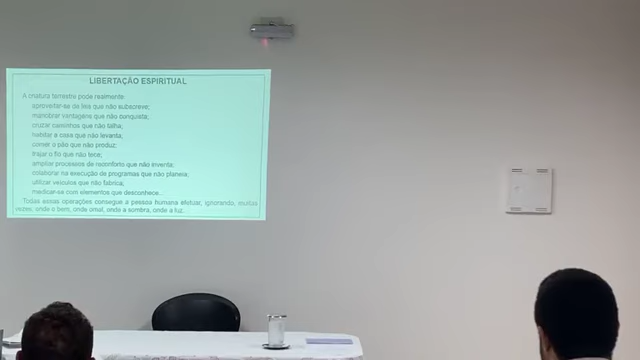 LIBERTAÇÃO ESPIRITUAL
A criatura terrestre pode realmente:
aproveitar-se de leis que não subscreve;
manobrar vantagens que não conquista;
cruzar caminhos que não talha;
habitar a casa que não levanta;
comer o pão que não produz;
trajar o fio que não tece;
ampliar processos de reconforto que não inventa;
colaborar na execução de programas que não planeia;
utilizar veículos que não fabrica;
medicar-se com elementos que desconhece...
Todas essas operações consegue a pessoa humana efetuar, ignorando, muitas
vezes, onde o bem, onde o mal, onde a sombra, onde a luz...